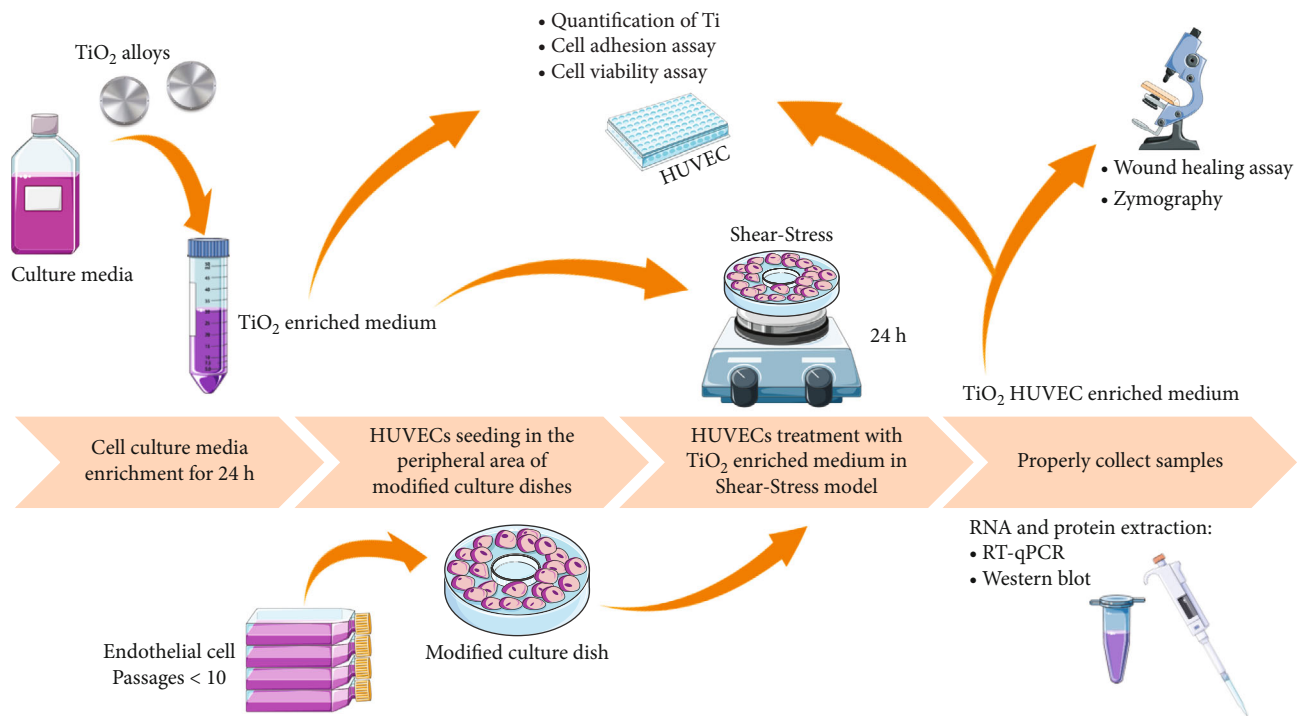 TiO₂ alloys
Culture media
TiO₂ enriched medium
• Quantification of Ti
• Cell adhesion assay
• Cell viability assay
HUVEC
Shear-Stress
24 h
• Wound healing assay
• Zymography
TiO₂ HUVEC enriched medium
Cell culture media
enrichment for 24 h
HUVECs seeding in the
peripheral area of
modified culture dishes
HUVECs treatment with
TiO₂ enriched medium in
Shear-Stress model
Properly collect samples
Endothelial cell
Passages < 10
Modified culture dish
RNA and protein extraction:
• RT-qPCR
• Western blot